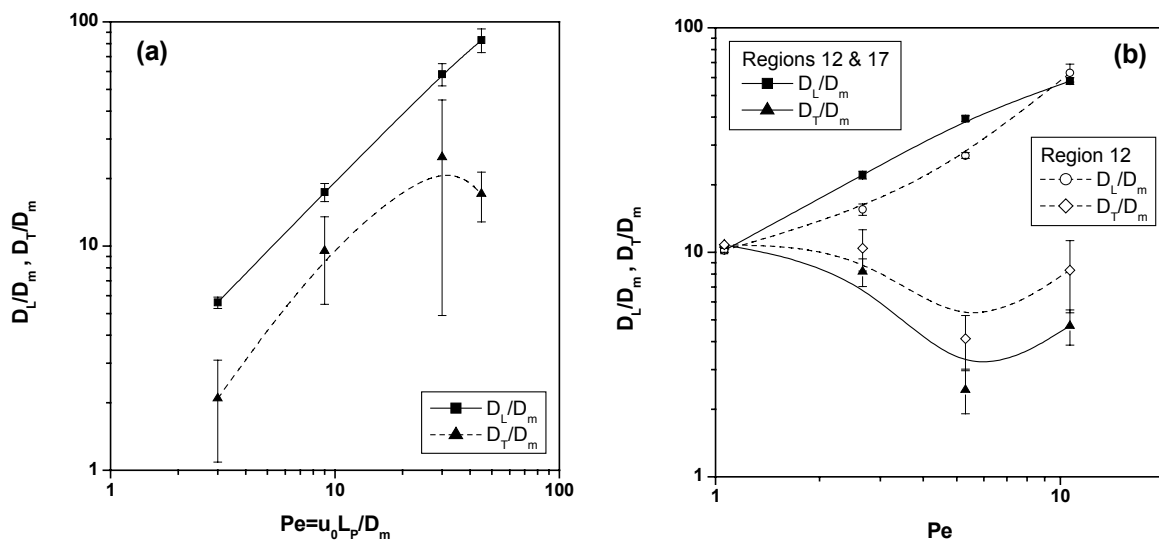 (a)
100
10
1
D_L/D_m , D_T/D_m
D_L/D_m
D_T/D_m
1
10
100
Pe=u_0L_P/D_m
(b)
100
10
1
D_L/D_m, D_T/D_m
Regions 12 & 17
D_L/D_m
D_T/D_m
Region 12
D_L/D_m
D_T/D_m
1
10
Pe